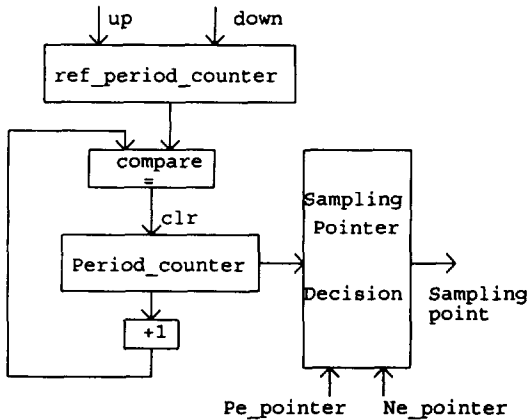 up down
ref_period_counter
compare
=
clr
Period_counter
+1
Sampling
Pointer
Decision
Sampling
point
Pe_pointer Ne_pointer